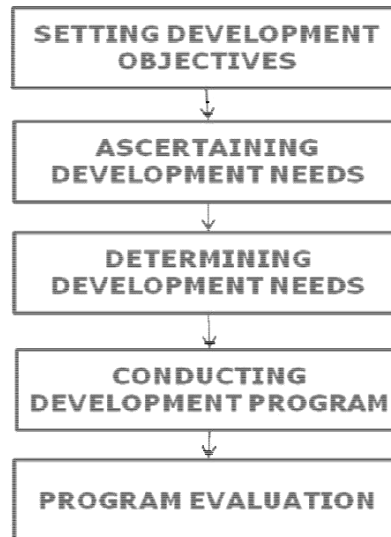 SETTING DEVELOPMENT
OBJECTIVES
ASCERTAINING
DEVELOPMENT NEEDS
DETERMINING
DEVELOPMENT NEEDS
CONDUCTING
DEVELOPMENT PROGRAM
PROGRAM EVALUATION